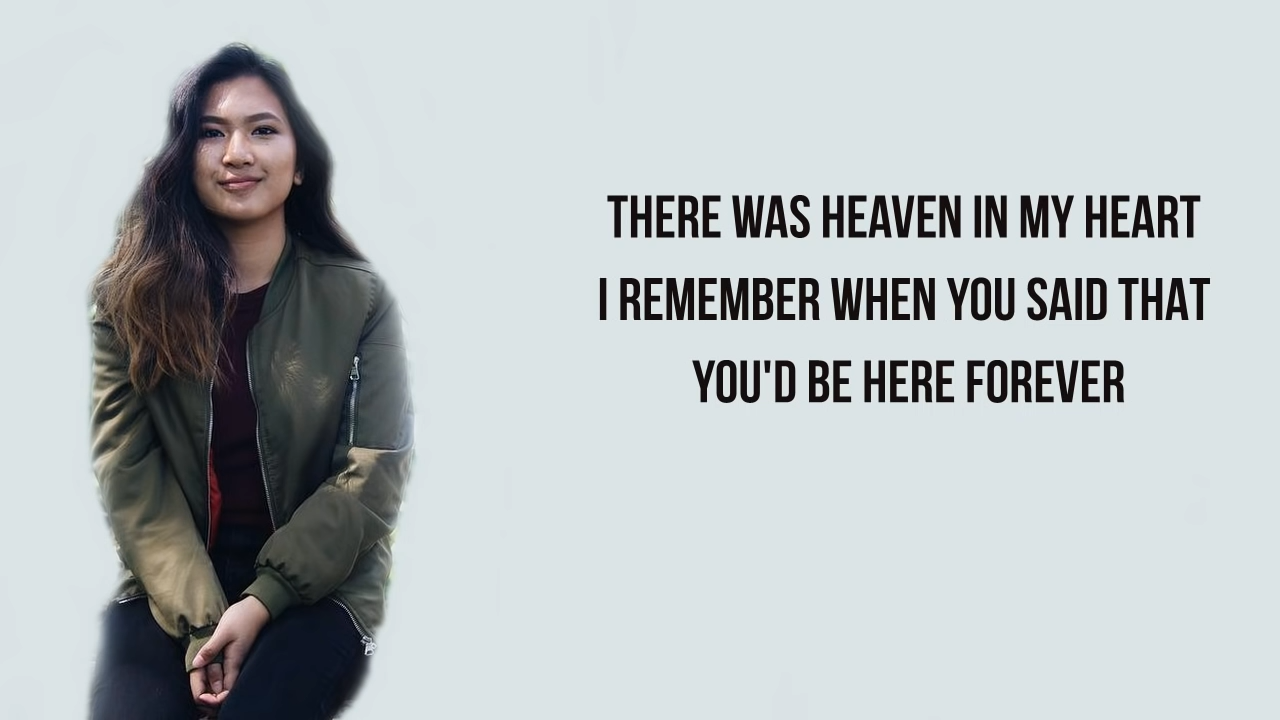 THERE WAS HEAVEN IN MY HEART
I REMEMBER WHEN YOU SAID THAT
YOU'D BE HERE FOREVER